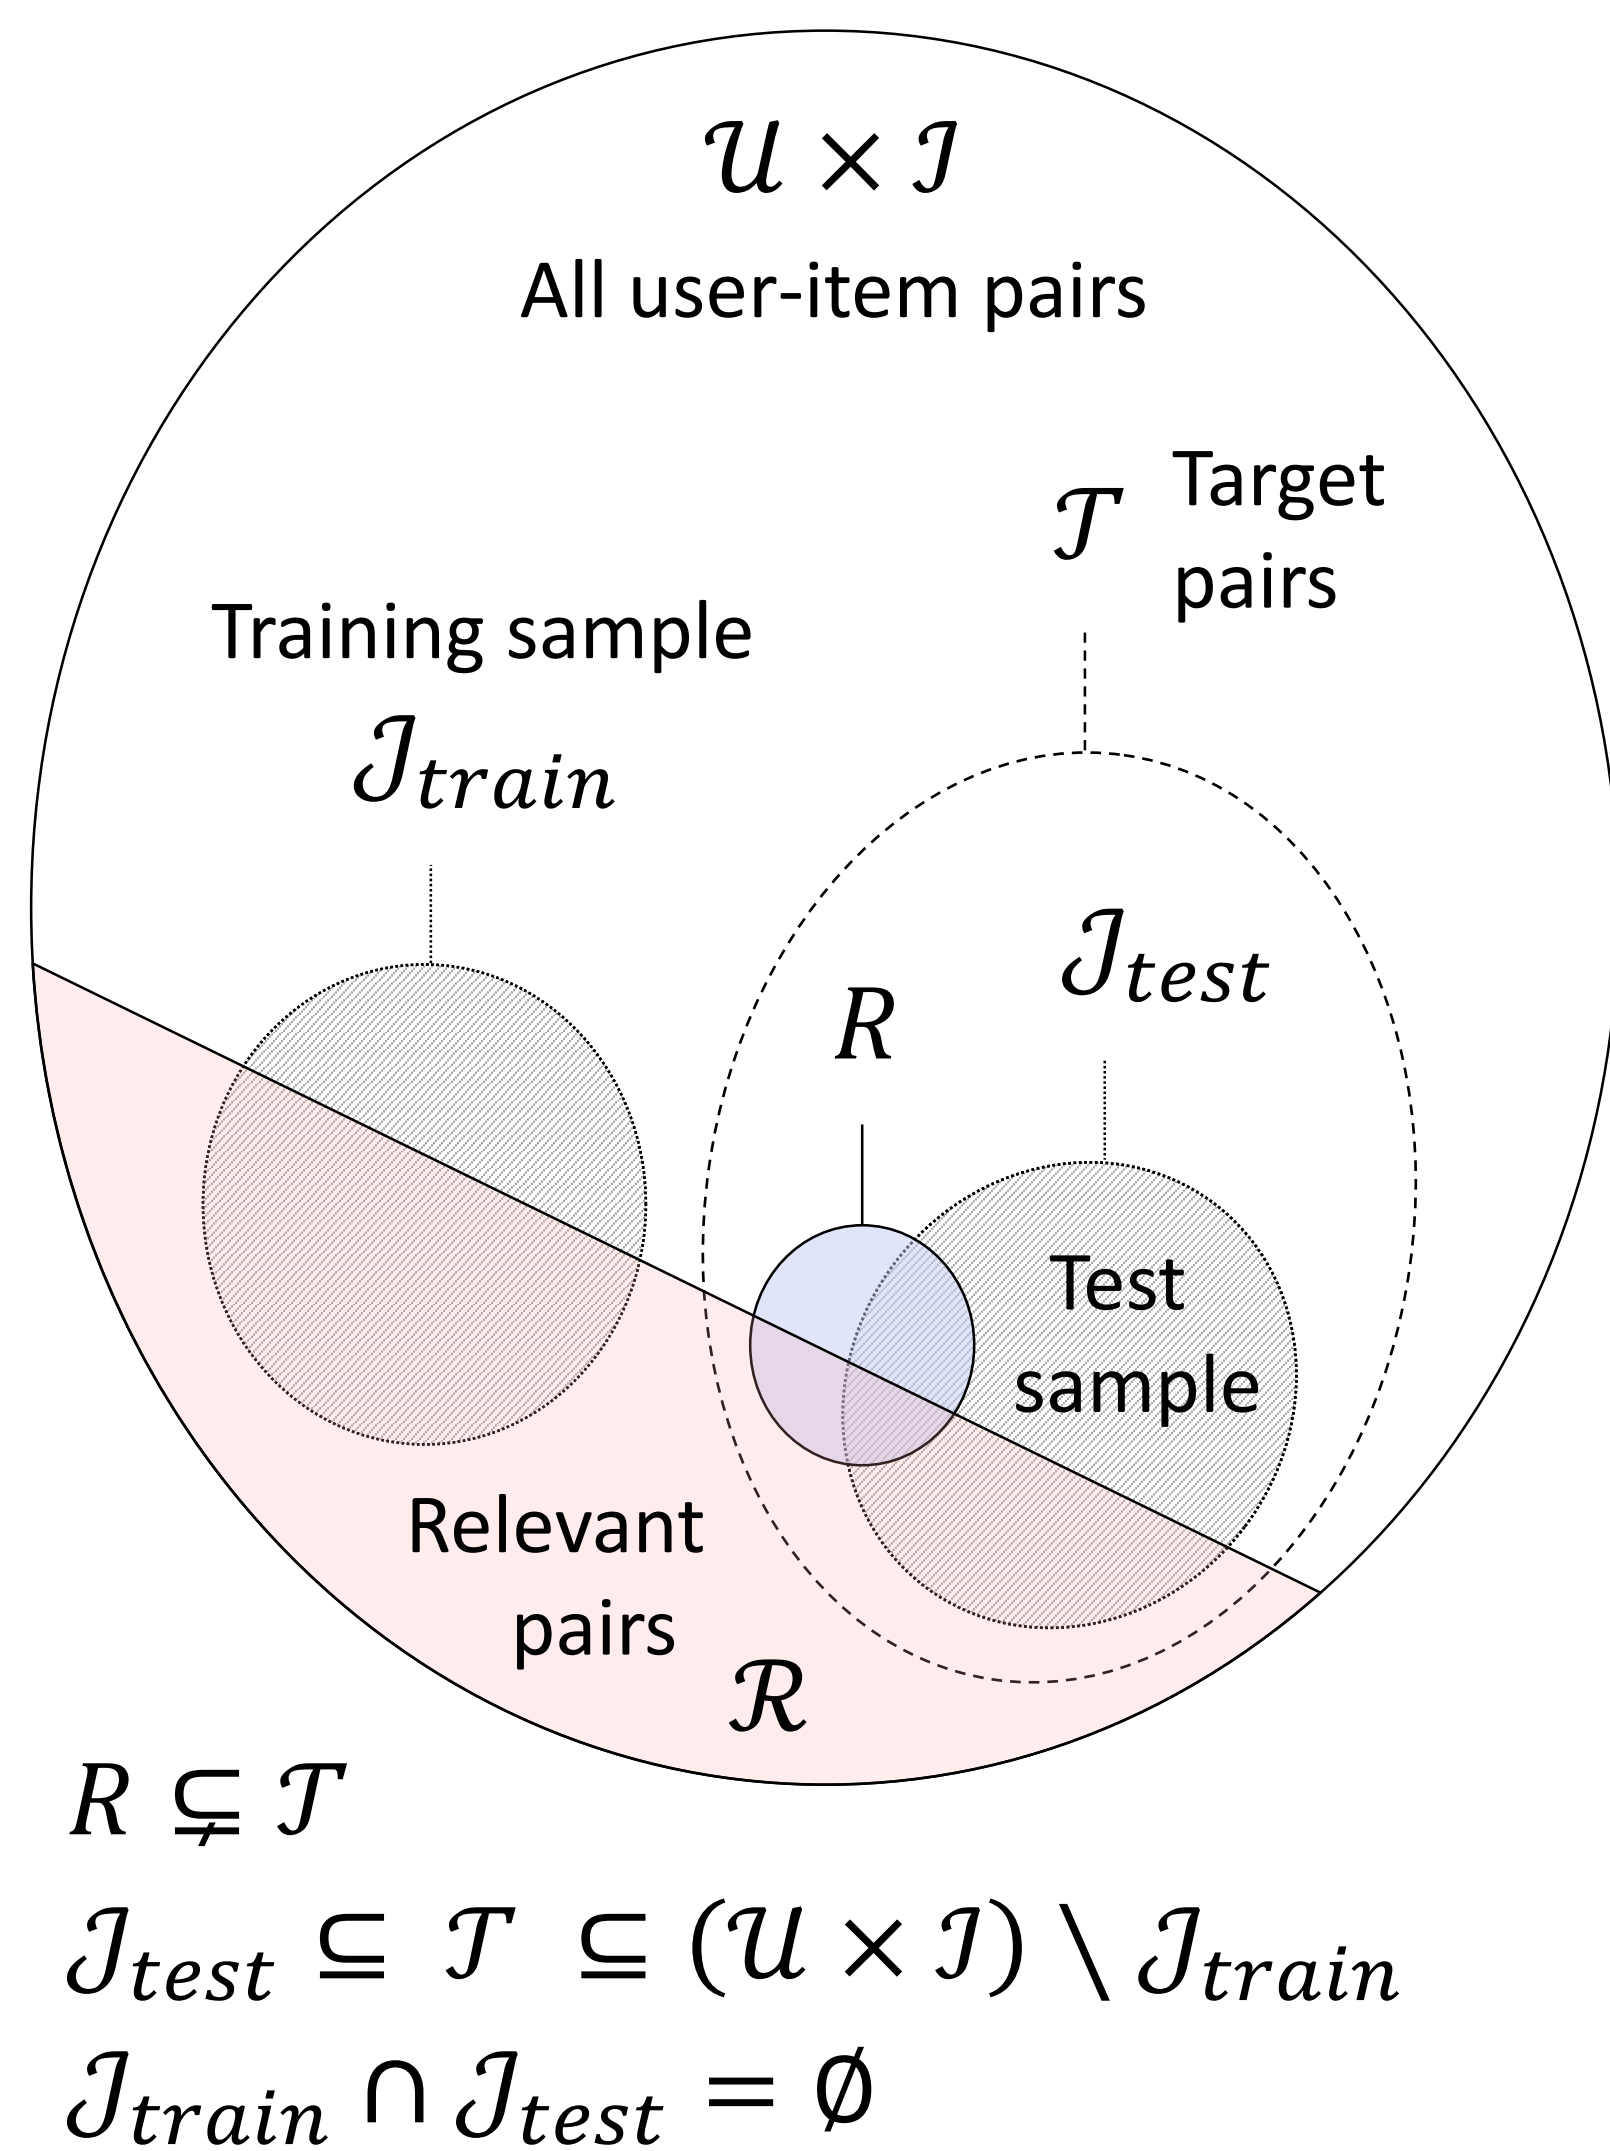 𝒰 × ℐ
All user-item pairs
𝒯 Target
pairs
Training sample
𝒥train
𝒥test
R
Test
sample
Relevant
pairs
ℛ
R ⊊ 𝒯
𝒥test ⊆ 𝒯 ⊆ (𝒰 × ℐ) \ 𝒥train
𝒥train ∩ 𝒥test = ∅